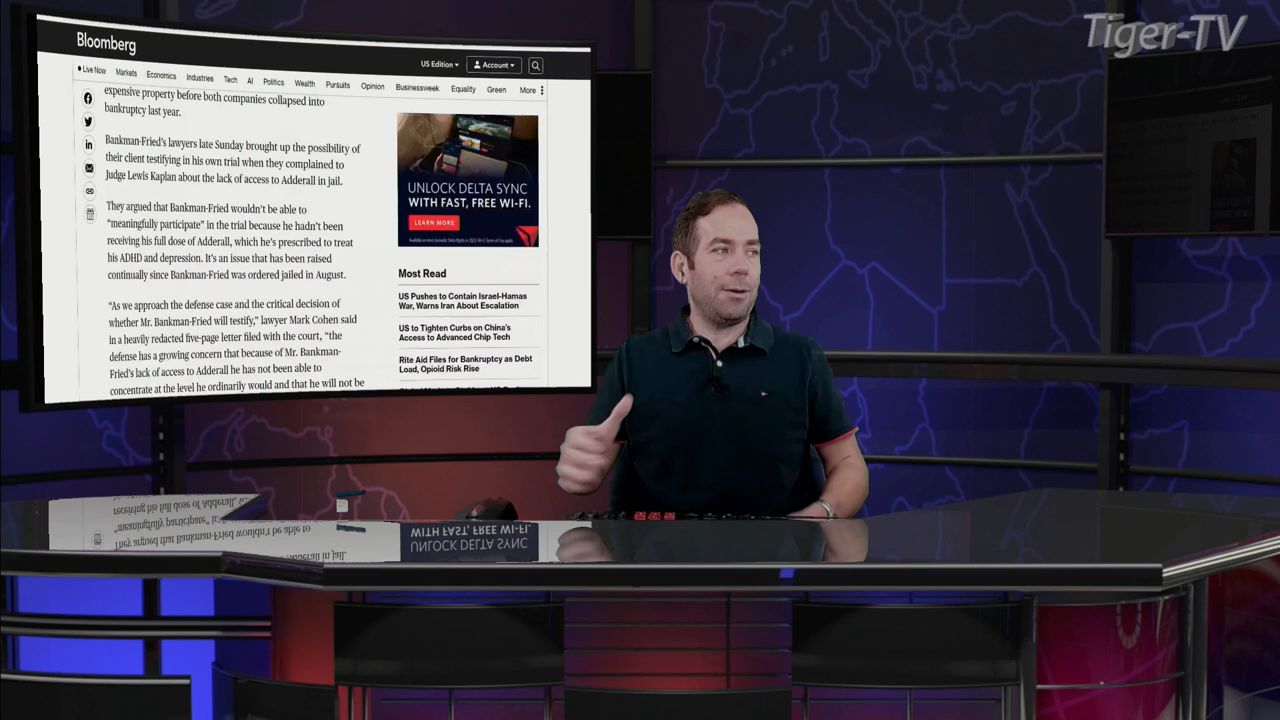 Tiger-TV
Bloomberg
US Edition
Account
Live Now
Markets
Economics
Industries
Tech
AI
Politics
Wealth
Pursuits
Opinion
Businessweek
Equality
Green
More
expensive property before both companies collapsed into
bankruptcy last year.
Bankman-Fried's lawyers late Sunday brought up the possibility of
their client testifying in his own trial when they complained to
Judge Lewis Kaplan about the lack of access to Adderall in jail.
They argued that Bankman-Fried wouldn't be able to
“meaningfully participate” in the trial because he hadn't been
receiving his full dose of Adderall, which he's prescribed to treat
his ADHD and depression. It's an issue that has been raised
continually since Bankman-Fried was ordered jailed in August.
“As we approach the defense case and the critical decision of
whether Mr. Bankman-Fried will testify,” lawyer Mark Cohen said
in a heavily redacted five-page letter filed with the court, “the
defense has a growing concern that because of Mr. Bankman-
Fried's lack of access to Adderall he has not been able to
concentrate at the level he ordinarily would and that he will not be
UNLOCK DELTA SYNC
WITH FAST, FREE WI-FI.
LEARN MORE
Most Read
US Pushes to Contain Israel-Hamas
War, Warns Iran About Escalation
US to Tighten Curbs on China's
Access to Advanced Chip Tech
Rite Aid Files for Bankruptcy as Debt
Load, Opioid Risk Rise